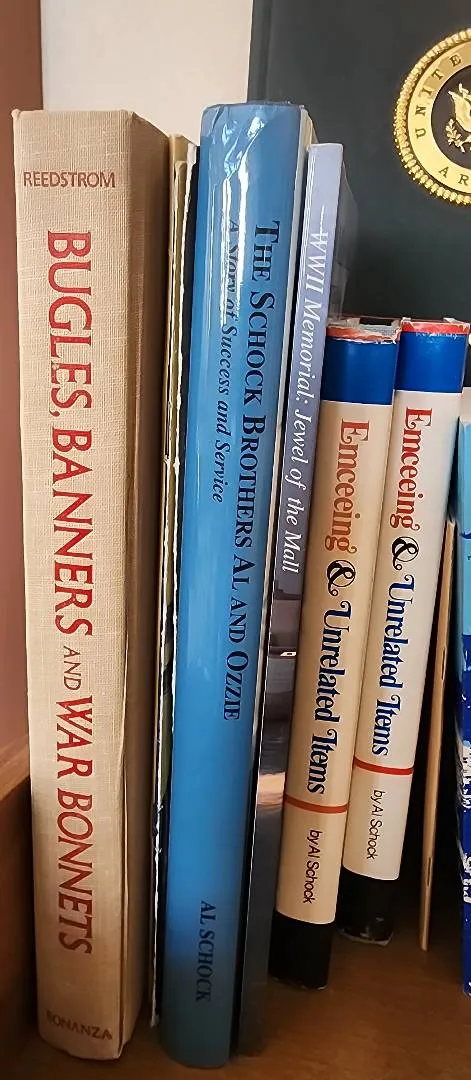 REEDSTROM
BUGLES, BANNERS AND WAR BONNETS
BONANZA
THE SCHOCK BROTHERS AL AND OZZIE
A Story of Success and Service
AL SCHOCK
WWII Memorial: Jewel of the Mall
Emceeing & Unrelated Items
by Al Schock
Emceeing & Unrelated Items
by Al Schock
UNITE
AR